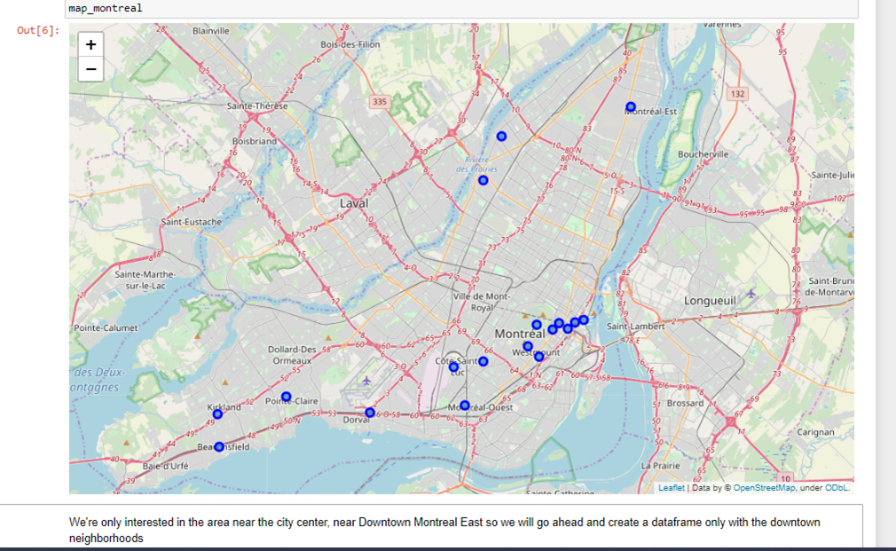 map_montreal
Out[6]:
+
−
Blainville
Bois-des-Filion
Varennes
335
132
Sainte-Thérèse
Montréal-Est
Boisbriand
Rivière
des Prairies
Boucherville
Sainte-Julie
Laval
Saint-Eustache
Sainte-Marthe-
sur-le-Lac
Ville de Mont-
Royal
Longueuil
Saint-Brun
de-Montarv
Pointe-Calumet
Montréal
Saint-Lambert
Dollard-Des
Ormeaux
Westmount
Côte-Saint
Luc
des Deux-
ontagnes
Kirkland
Pointe-Claire
Dorval
Montréal-Ouest
Brossard
Carignan
Beaconsfield
Baie-d'Urfé
La Prairie
Sainte-Catherine
Leaflet | Data by © OpenStreetMap, under ODbL.
We're only interested in the area near the city center, near Downtown Montreal East so we will go ahead and create a dataframe only with the downtown
neighborhoods